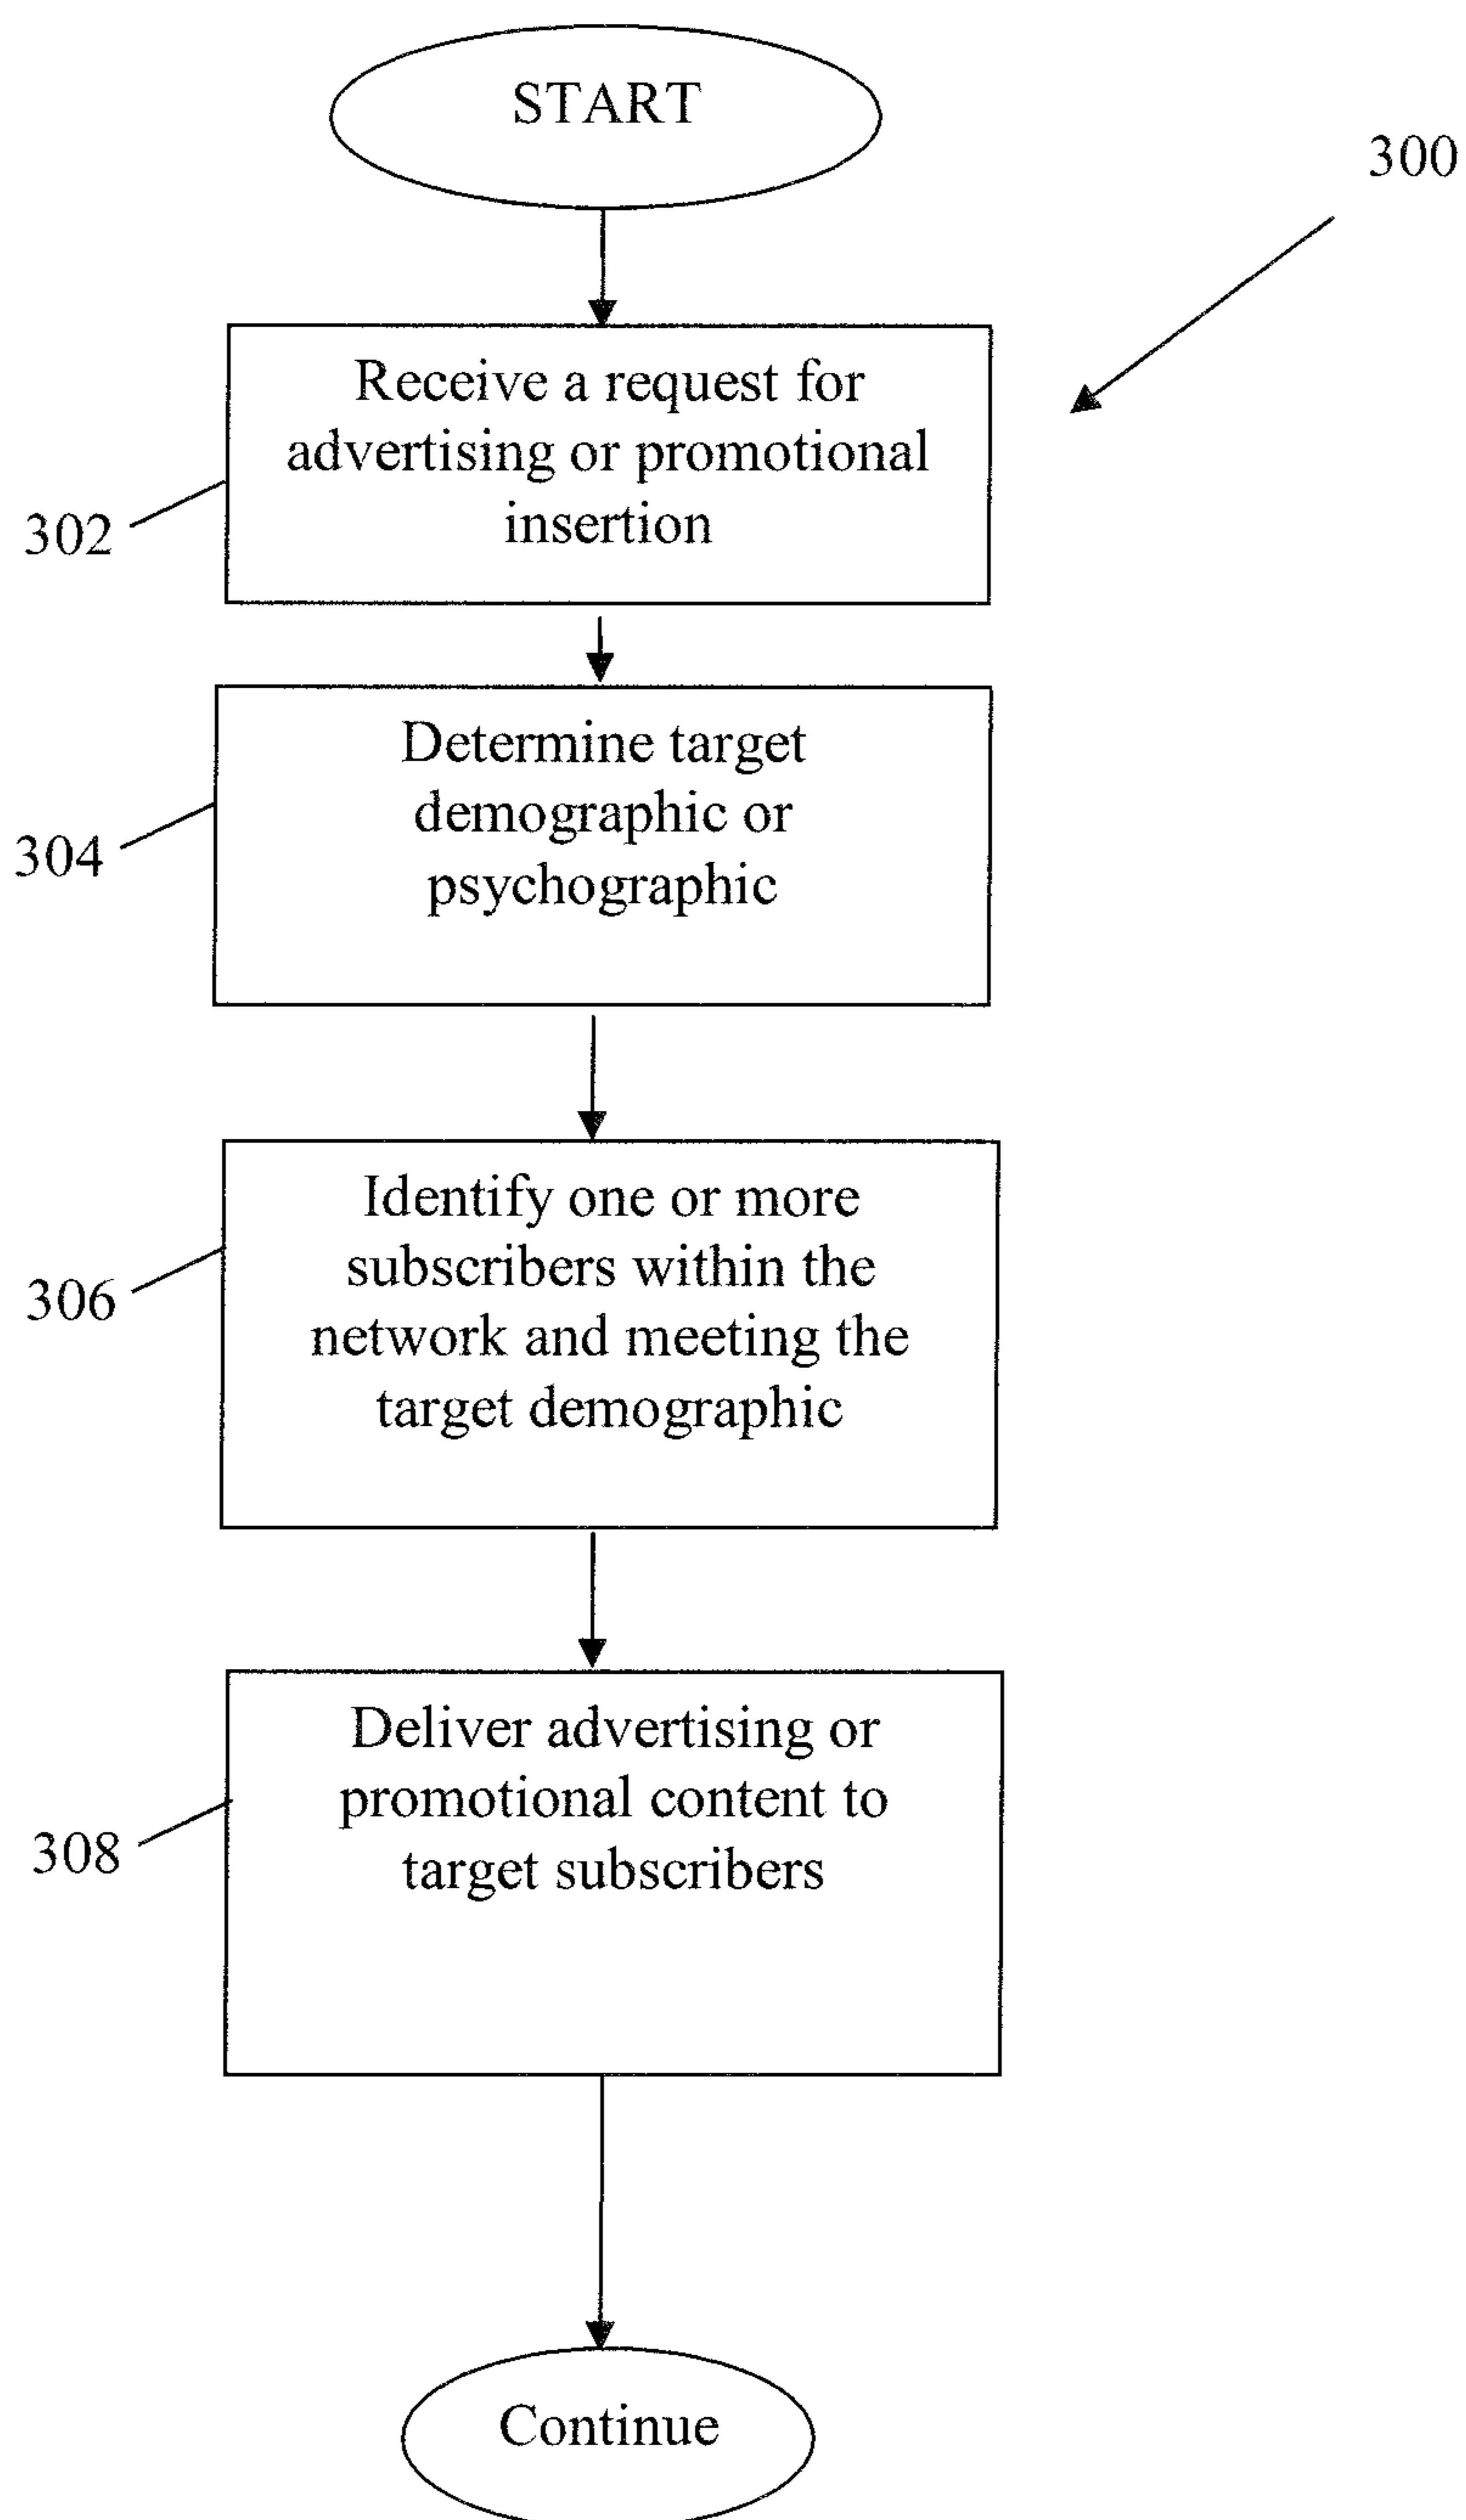 START
300
Receive a request for
advertising or promotional
insertion
302
Determine target
demographic or
psychographic
304
Identify one or more
subscribers within the
network and meeting the
target demographic
306
Deliver advertising or
promotional content to
target subscribers
308
Continue